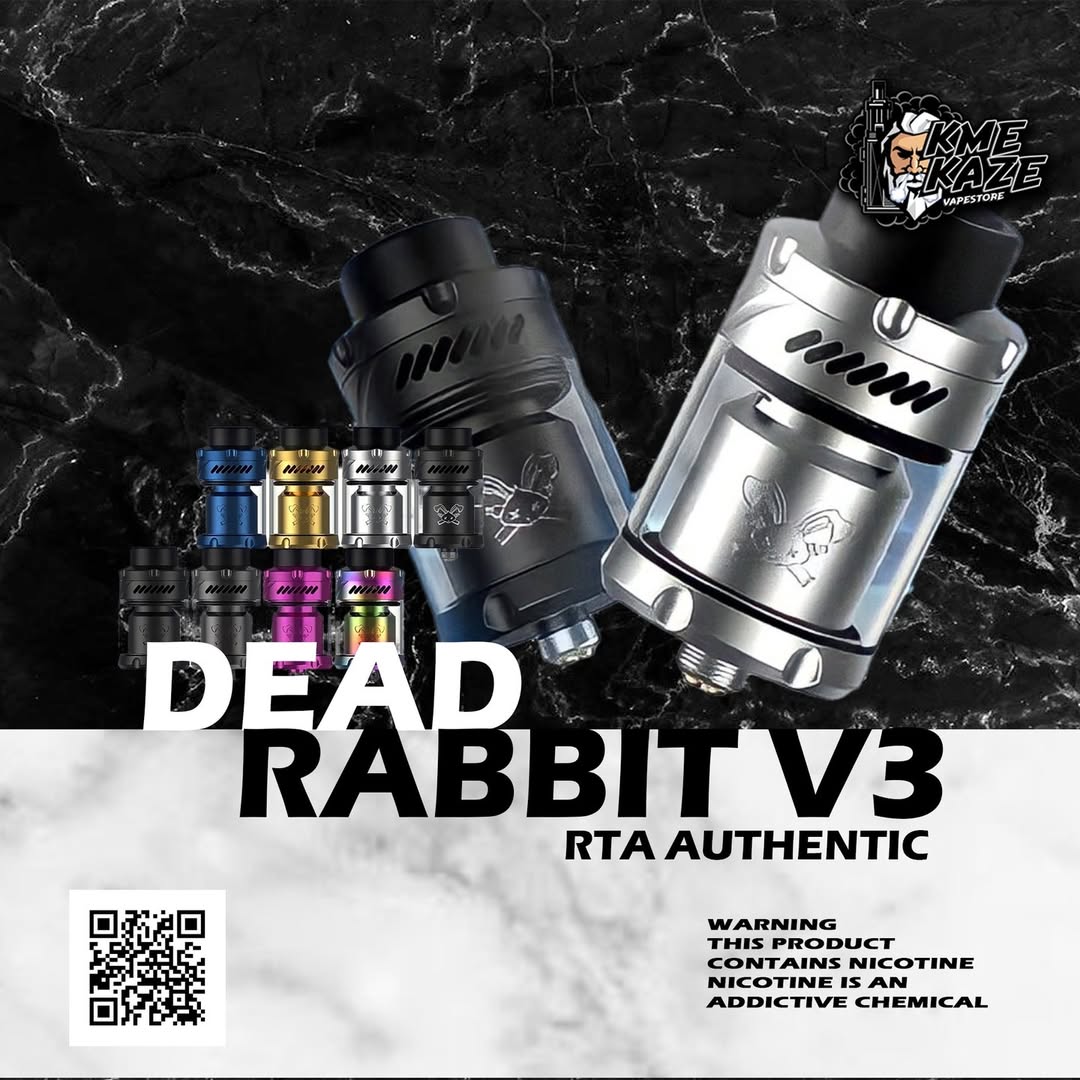 KME
KAZE
VAPESTORE
DEAD
RABBIT V3
RTA AUTHENTIC
WARNING
THIS PRODUCT
CONTAINS NICOTINE
NICOTINE IS AN
ADDICTIVE CHEMICAL